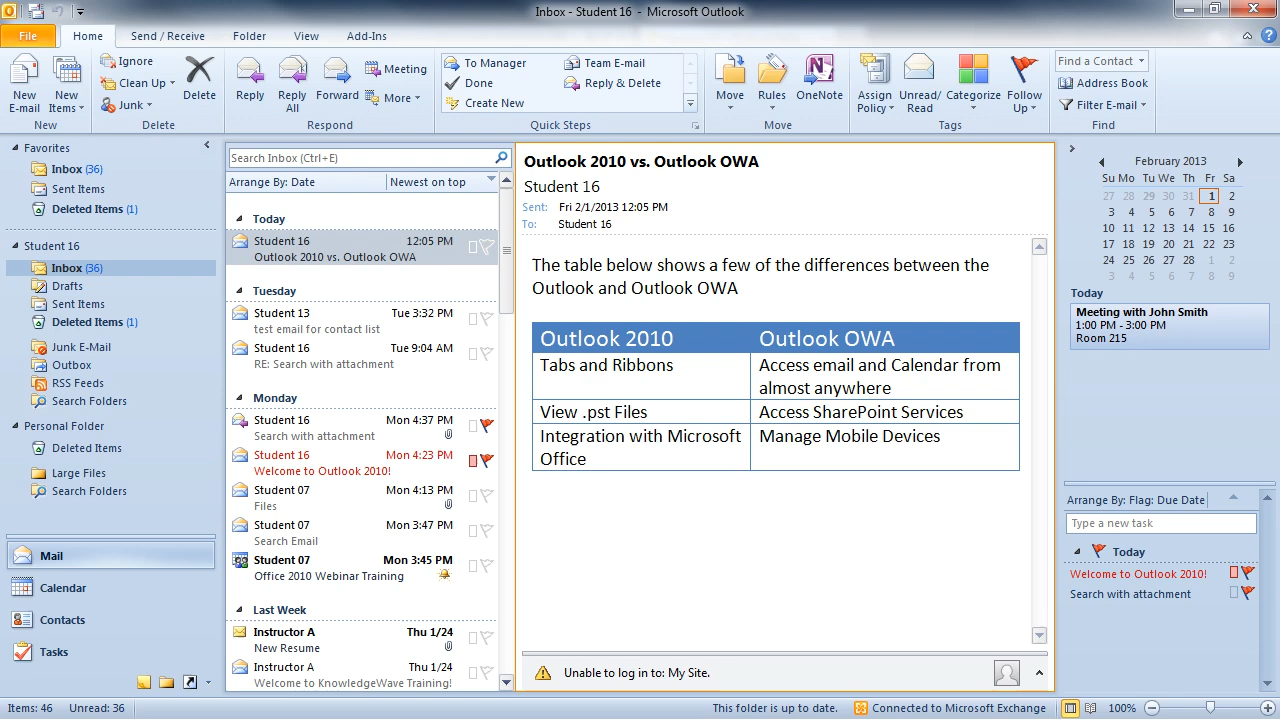 Inbox - Student 16 - Microsoft Outlook
File Home Send / Receive Folder View Add-Ins
New E-mail
New Items
New
Ignore
Clean Up
Junk
Delete
Delete
Reply
Reply All
Forward
Meeting
More
Respond
To Manager
Done
Create New
Team E-mail
Reply & Delete
Quick Steps
Move
Rules
OneNote
Move
Assign Policy
Unread/ Read
Categorize
Follow Up
Tags
Find a Contact
Address Book
Filter E-mail
Find
Favorites
Inbox (36)
Sent Items
Deleted Items (1)
Student 16
Inbox (36)
Drafts
Sent Items
Deleted Items (1)
Junk E-Mail
Outbox
RSS Feeds
Search Folders
Personal Folder
Deleted Items
Large Files
Search Folders
Mail
Calendar
Contacts
Tasks
Search Inbox (Ctrl+E)
Arrange By: Date Newest on top
Today
Student 16 12:05 PM
Outlook 2010 vs. Outlook OWA
Tuesday
Student 13 Tue 3:32 PM
test email for contact list
Student 16 Tue 9:04 AM
RE: Search with attachment
Monday
Student 16 Mon 4:37 PM
Search with attachment
Student 16 Mon 4:23 PM
Welcome to Outlook 2010!
Student 07 Mon 4:13 PM
Files
Student 07 Mon 3:47 PM
Search Email
Student 07 Mon 3:45 PM
Office 2010 Webinar Training
Last Week
Instructor A Thu 1/24
New Resume
Instructor A Thu 1/24
Welcome to KnowledgeWave Training!
Outlook 2010 vs. Outlook OWA
Student 16
Sent: Fri 2/1/2013 12:05 PM
To: Student 16
The table below shows a few of the differences between the
Outlook and Outlook OWA
Outlook 2010 Outlook OWA
Tabs and Ribbons Access email and Calendar from
almost anywhere
View .pst Files Access SharePoint Services
Integration with Microsoft Manage Mobile Devices
Office
Unable to log in to: My Site.
February 2013
Su Mo Tu We Th Fr Sa
27 28 29 30 31 1 2
3 4 5 6 7 8 9
10 11 12 13 14 15 16
17 18 19 20 21 22 23
24 25 26 27 28 1 2
3 4 5 6 7 8 9
Today
Meeting with John Smith
1:00 PM - 3:00 PM
Room 215
Arrange By: Flag: Due Date
Type a new task
Today
Welcome to Outlook 2010!
Search with attachment
Items: 46 Unread: 36 This folder is up to date. Connected to Microsoft Exchange 100%